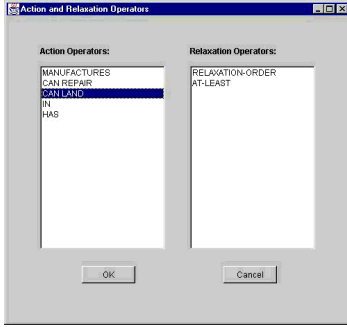 Action and Relaxation Operators
Action Operators:
MANUFACTURES
CAN REPAIR
CAN LAND
IN
HAS
Relaxation Operators:
RELAXATION-ORDER
AT-LEAST
OK
Cancel